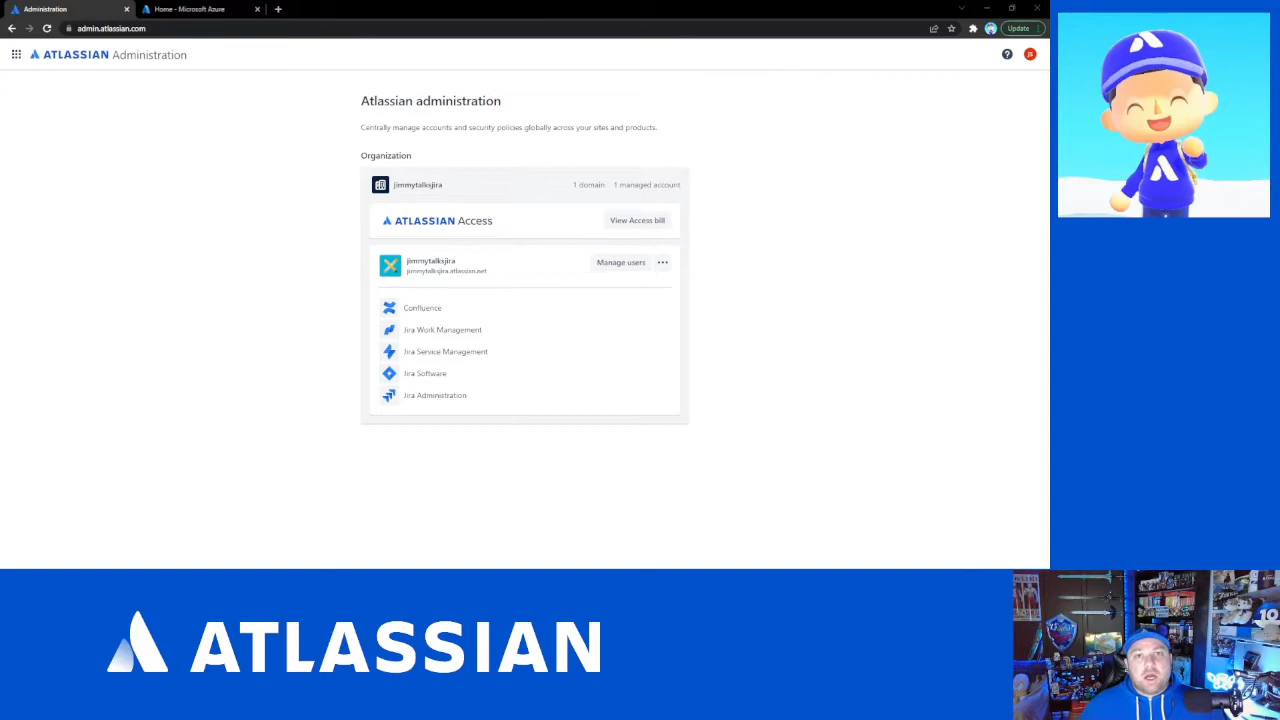 Administration
Home - Microsoft Azure
admin.atlassian.com
Update
ATLASSIAN Administration
JS
Atlassian administration
Centrally manage accounts and security policies globally across your sites and products.
Organization
jimmytalksjira
1 domain
1 managed account
ATLASSIAN Access
View Access bill
jimmytalksjira
jimmytalksjira.atlassian.net
Manage users
Confluence
Jira Work Management
Jira Service Management
Jira Software
Jira Administration
ATLASSIAN